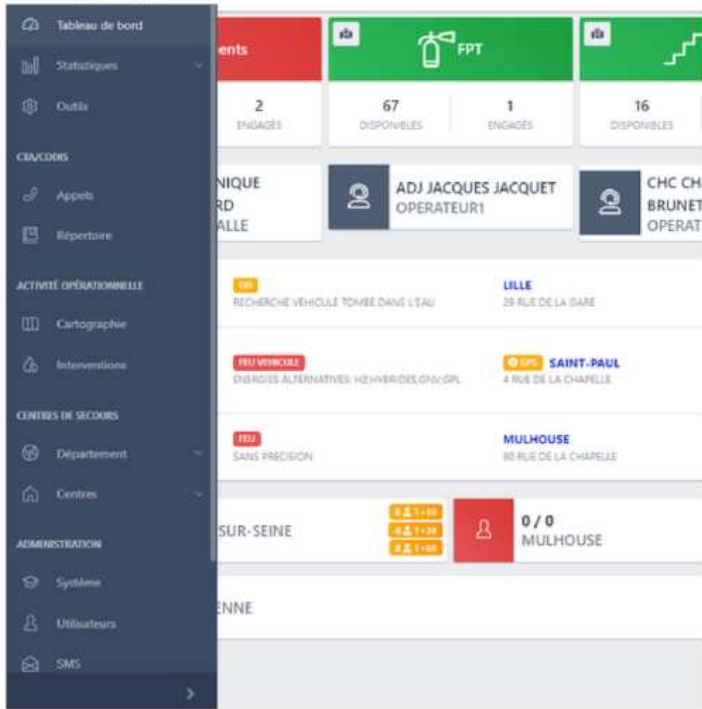 Tableau de bord
Statistiques
Outils
CTA/CODIS
Appels
Répertoire
ACTIVITÉ OPÉRATIONNELLE
Cartographie
Interventions
CENTRES DE SECOURS
Département
Centres
ADMINISTRATION
Système
Utilisateurs
SMS
ents
2
ENGAGÉS
FPT
67
DISPONIBLES
1
ENGAGÉS
16
DISPONIBLES
NIQUE
RD
ALLE
ADJ JACQUES JACQUET
OPERATEUR1
CHC CH
BRUNET
OPERAT
RECHERCHE VEHICULE TOMBE DANS L'EAU
LILLE
29 RUE DE LA GARE
FEU VEHICULE
ENERGIES ALTERNATIVES: H2;HYBRIDES,GNV;GPL
GPS SAINT-PAUL
4 RUE DE LA CHAPELLE
FEU
SANS PRECISION
MULHOUSE
80 RUE DE LA CHAPELLE
SUR-SEINE
0 / 0
MULHOUSE
ENNE